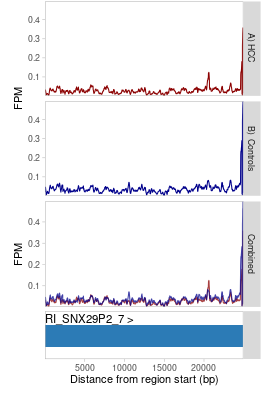 0.4
0.3
0.2
0.1
A) HCC
0.4
0.3
0.2
0.1
FPM
B) Controls
0.4
0.3
0.2
0.1
FPM
Combined
RI_SNX29P2_7 >
5000 10000 15000 20000
Distance from region start (bp)
FPM